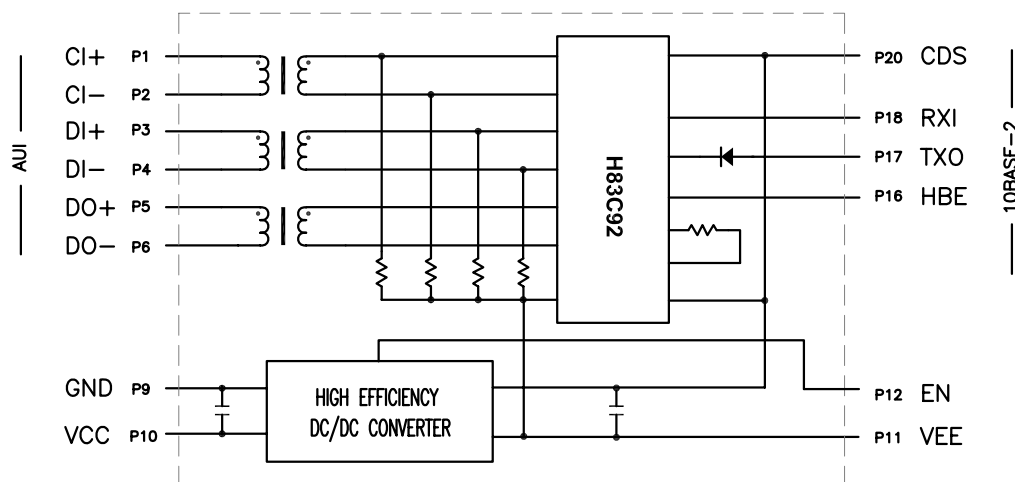 CI+ P1
CI− P2
DI+ P3
DI− P4
DO+ P5
DO− P6
AUI
H83C92
P20 CDS
P18 RXI
P17 TXO
P16 HBE
10BASE−2
GND P9
VCC P10
HIGH EFFICIENCY
DC/DC CONVERTER
P12 EN
P11 VEE